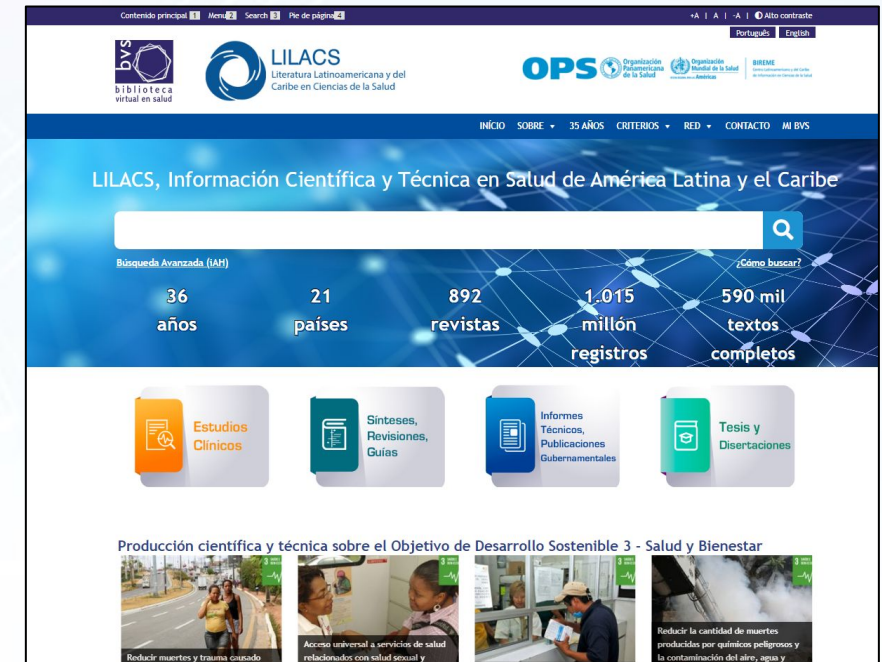 Contenido principal 1 Menu 2 Search 3 Pie de página 4 +A | A | -A | Alto contraste
Português English
bvs
biblioteca
virtual en salud
LILACS
Literatura Latinoamericana y del
Caribe en Ciencias de la Salud
OPS
Organización
Panamericana
de la Salud
Organización
Mundial de la Salud
Américas
BIREME
INÍCIO SOBRE 35 AÑOS CRITERIOS RED CONTACTO MI BVS
LILACS, Información Científica y Técnica en Salud de América Latina y el Caribe
Búsqueda Avanzada (iAH) ¿Cómo buscar?
36 21 892 1.015 590 mil
años países revistas millón textos
registros completos
Estudios
Clínicos
Sínteses,
Revisiones,
Guías
Informes
Técnicos,
Publicaciones
Gubernamentales
Tesis y
Disertaciones
Producción científica y técnica sobre el Objetivo de Desarrollo Sostenible 3 - Salud y Bienestar
3
3
3
3
Reducir muertes y trauma causado
Acceso universal a servicios de salud
relacionados con salud sexual y
Reducir la cantidad de muertes
producidas por químicos peligrosos y
la contaminación del aire, agua y